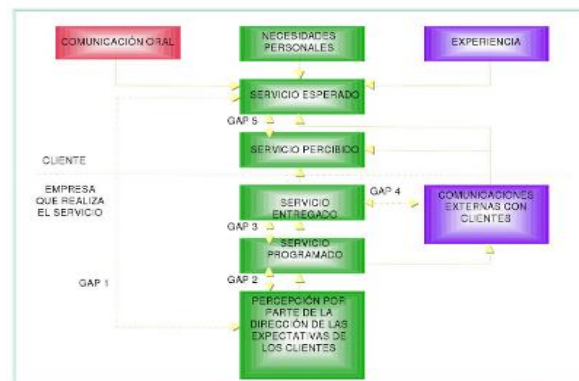 COMUNICACIÓN ORAL
NECESIDADES
PERSONALES
EXPERIENCIA
SERVICIO ESPERADO
GAP 5
SERVICIO PERCIBIDO
CLIENTE
EMPRESA
QUE REALIZA
EL SERVICIO
SERVICIO
ENTREGADO
GAP 4
COMUNICACIONES
EXTERNAS CON
CLIENTES
GAP 3
SERVICIO
PROGRAMADO
GAP 1
GAP 2
PERCEPCIÓN POR
PARTE DE LA
DIRECCIÓN DE LAS
EXPECTATIVAS DE
LOS CLIENTES